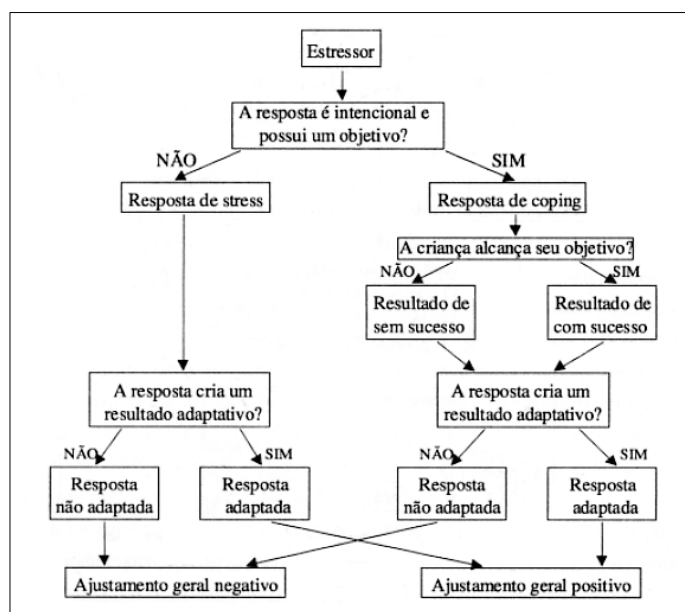 Estressor
A resposta é intencional e
possui um objetivo?
NÃO
SIM
Resposta de stress
Resposta de coping
A criança alcança seu objetivo?
NÃO
SIM
Resultado de
sem sucesso
Resultado de
com sucesso
A resposta cria um
resultado adaptativo?
A resposta cria um
resultado adaptativo?
NÃO
SIM
NÃO
SIM
Resposta
não adaptada
Resposta
adaptada
Resposta
não adaptada
Resposta
adaptada
Ajustamento geral negativo
Ajustamento geral positivo